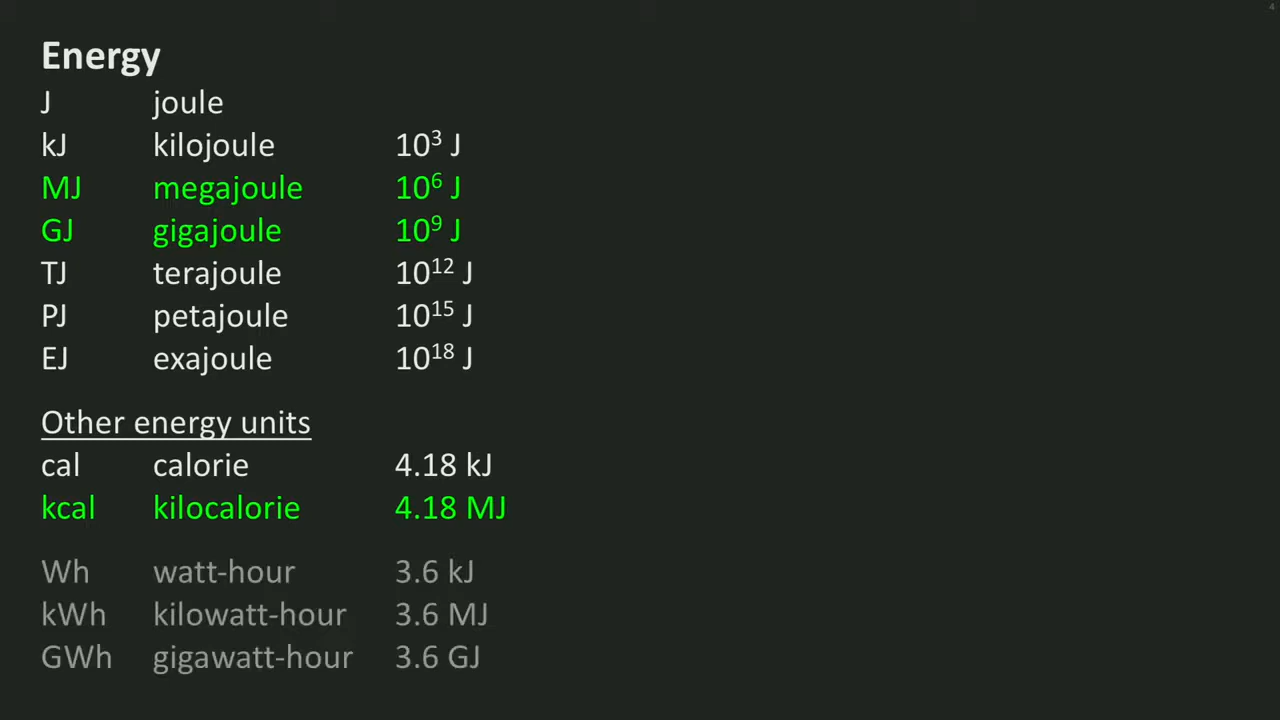 4
Energy
J joule
kJ kilojoule 10³ J
MJ megajoule 10⁶ J
GJ gigajoule 10⁹ J
TJ terajoule 10¹² J
PJ petajoule 10¹⁵ J
EJ exajoule 10¹⁸ J
Other energy units
cal calorie 4.18 kJ
kcal kilocalorie 4.18 MJ
Wh watt-hour 3.6 kJ
kWh kilowatt-hour 3.6 MJ
GWh gigawatt-hour 3.6 GJ